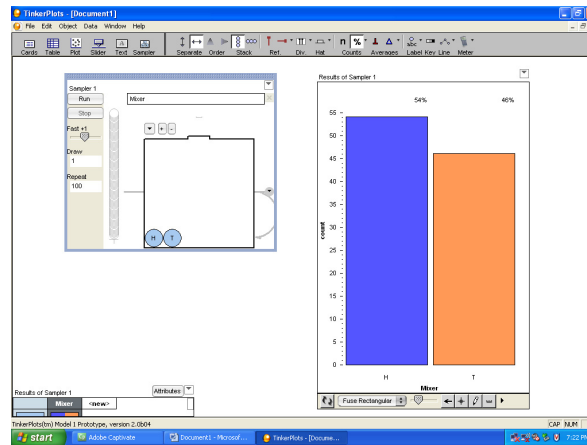 TinkerPlots - [Document1]
File Edit Object Data Window Help
Cards Table Plot Slider Text Sampler Separate Order Stack Ref. Div. Hat Counts Averages Label Key Line Meter
n %
abc
Sampler 1
Run
Mixer
Stop
Fast +1
Draw
1
Repeat
100
H T
Results of Sampler 1
54% 46%
55
50
45
40
35
30
25
20
15
10
5
0
count
H T
Mixer
Fuse Rectangular
Results of Sampler 1
Attributes
Mixer <new>
TinkerPlots(tm) Model 1 Prototype, version 2.0b04
CAP NUM
start Adobe Captivate Document1 - Microsof... TinkerPlots - [Docume... 7:22 PM